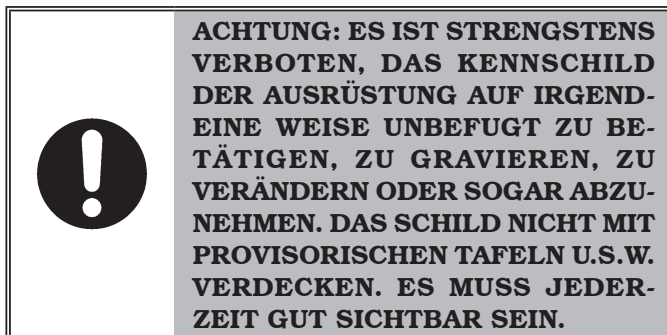 ACHTUNG: ES IST STRENGSTENS
VERBOTEN, DAS KENNSCHILD
DER AUSRÜSTUNG AUF IRGEND-
EINE WEISE UNBEFUGT ZU BE-
TÄTIGEN, ZU GRAVIEREN, ZU
VERÄNDERN ODER SOGAR ABZU-
NEHMEN. DAS SCHILD NICHT MIT
PROVISORISCHEN TAFELN U.S.W.
VERDECKEN. ES MUSS JEDER-
ZEIT GUT SICHTBAR SEIN.